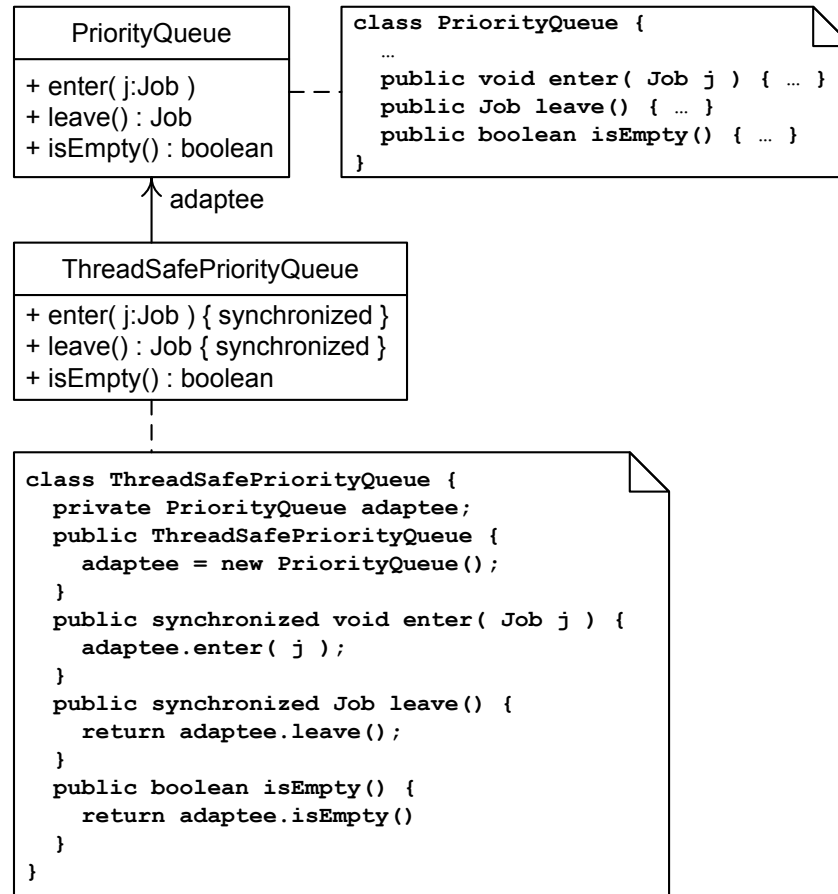 PriorityQueue
+ enter( j:Job )
+ leave() : Job
+ isEmpty() : boolean
class PriorityQueue {
…
public void enter( Job j ) { … }
public Job leave() { … }
public boolean isEmpty() { … }
}
adaptee
ThreadSafePriorityQueue
+ enter( j:Job ) { synchronized }
+ leave() : Job { synchronized }
+ isEmpty() : boolean
class ThreadSafePriorityQueue {
private PriorityQueue adaptee;
public ThreadSafePriorityQueue {
adaptee = new PriorityQueue();
}
public synchronized void enter( Job j ) {
adaptee.enter( j );
}
public synchronized Job leave() {
return adaptee.leave();
}
public boolean isEmpty() {
return adaptee.isEmpty()
}
}